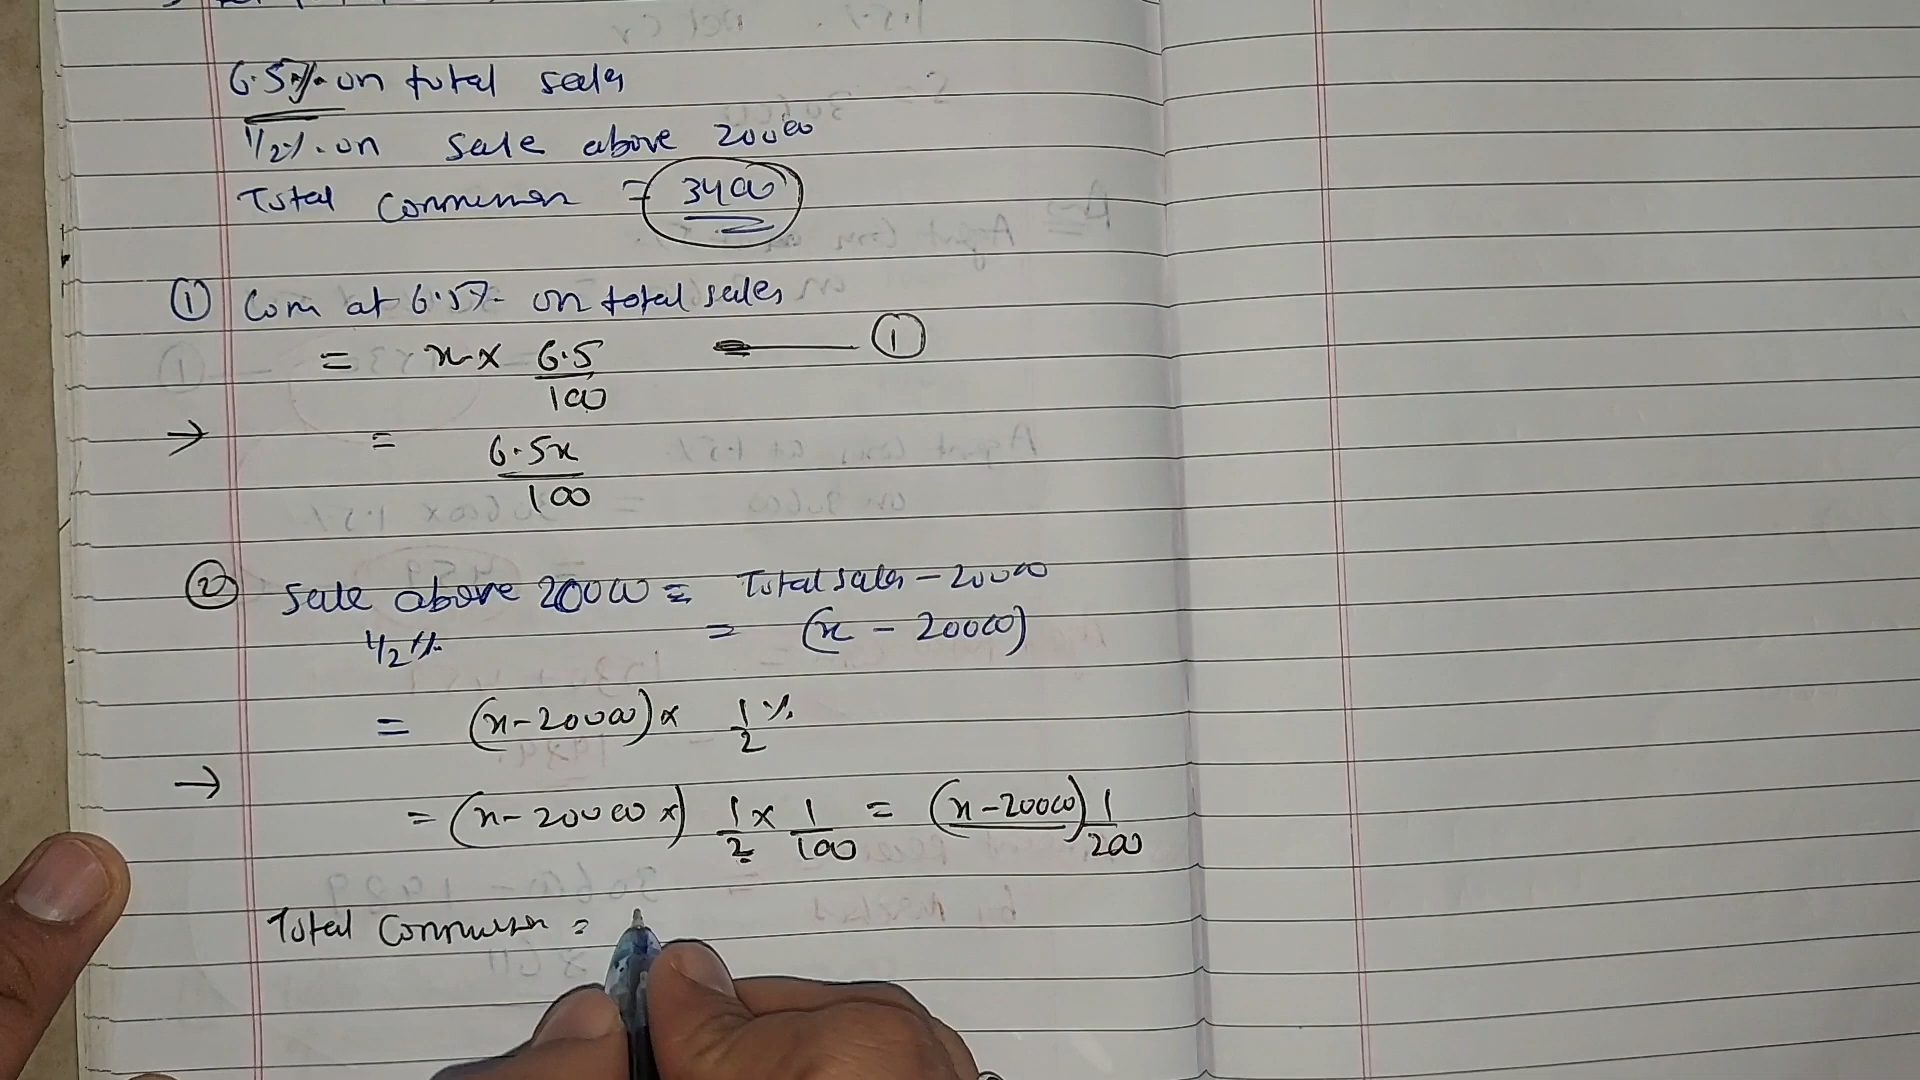 6.5% on total sales
1/2% on sale above 20000
Total Commission = 3400
① Com at 6.5% on total sales
= x × 6.5/100 — ①
→ = 6.5x/100
② Sale above 20000 = Total sales - 20000
1/2% = (x - 20000)
= (x - 20000) × 1/2 %
→ = (x - 20000 ×) 1/2 × 1/100 = (x - 20000) 1/200
Total Commission =